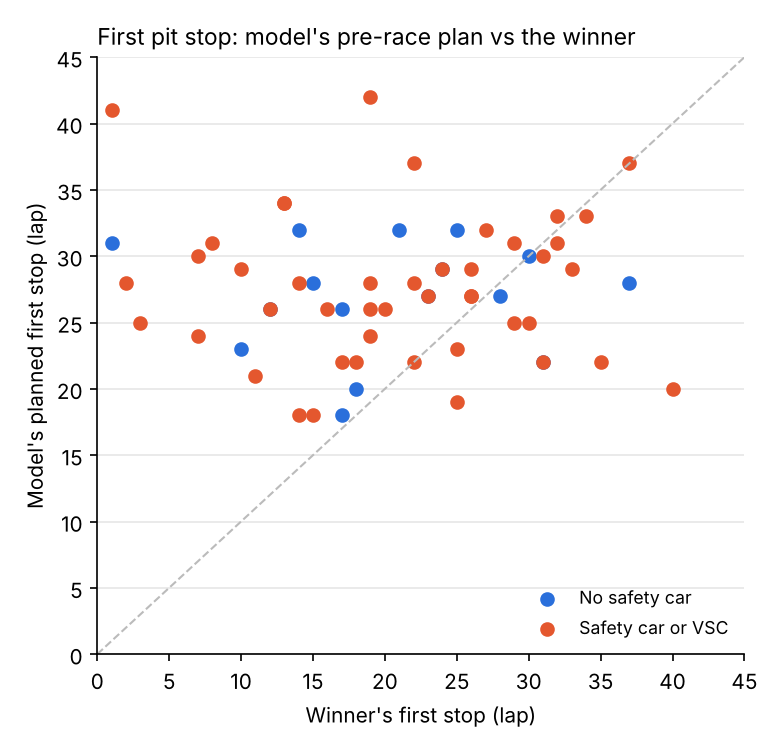 First pit stop: model's pre-race plan vs the winner
45
40
35
30
25
20
15
10
5
0
Model's planned first stop (lap)
No safety car
Safety car or VSC
0 5 10 15 20 25 30 35 40 45
Winner's first stop (lap)